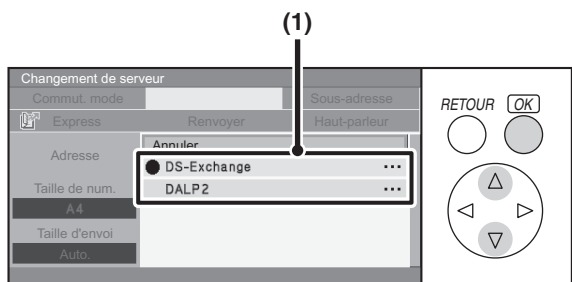 (1)
Changement de serveur
Commut. mode Sous-adresse
Express Renvoyer Haut-parleur
Adresse
Annuler
DS-Exchange ...
DALP2 ...
Taille de num.
A4
Taille d'envoi
Auto.
RETOUR OK